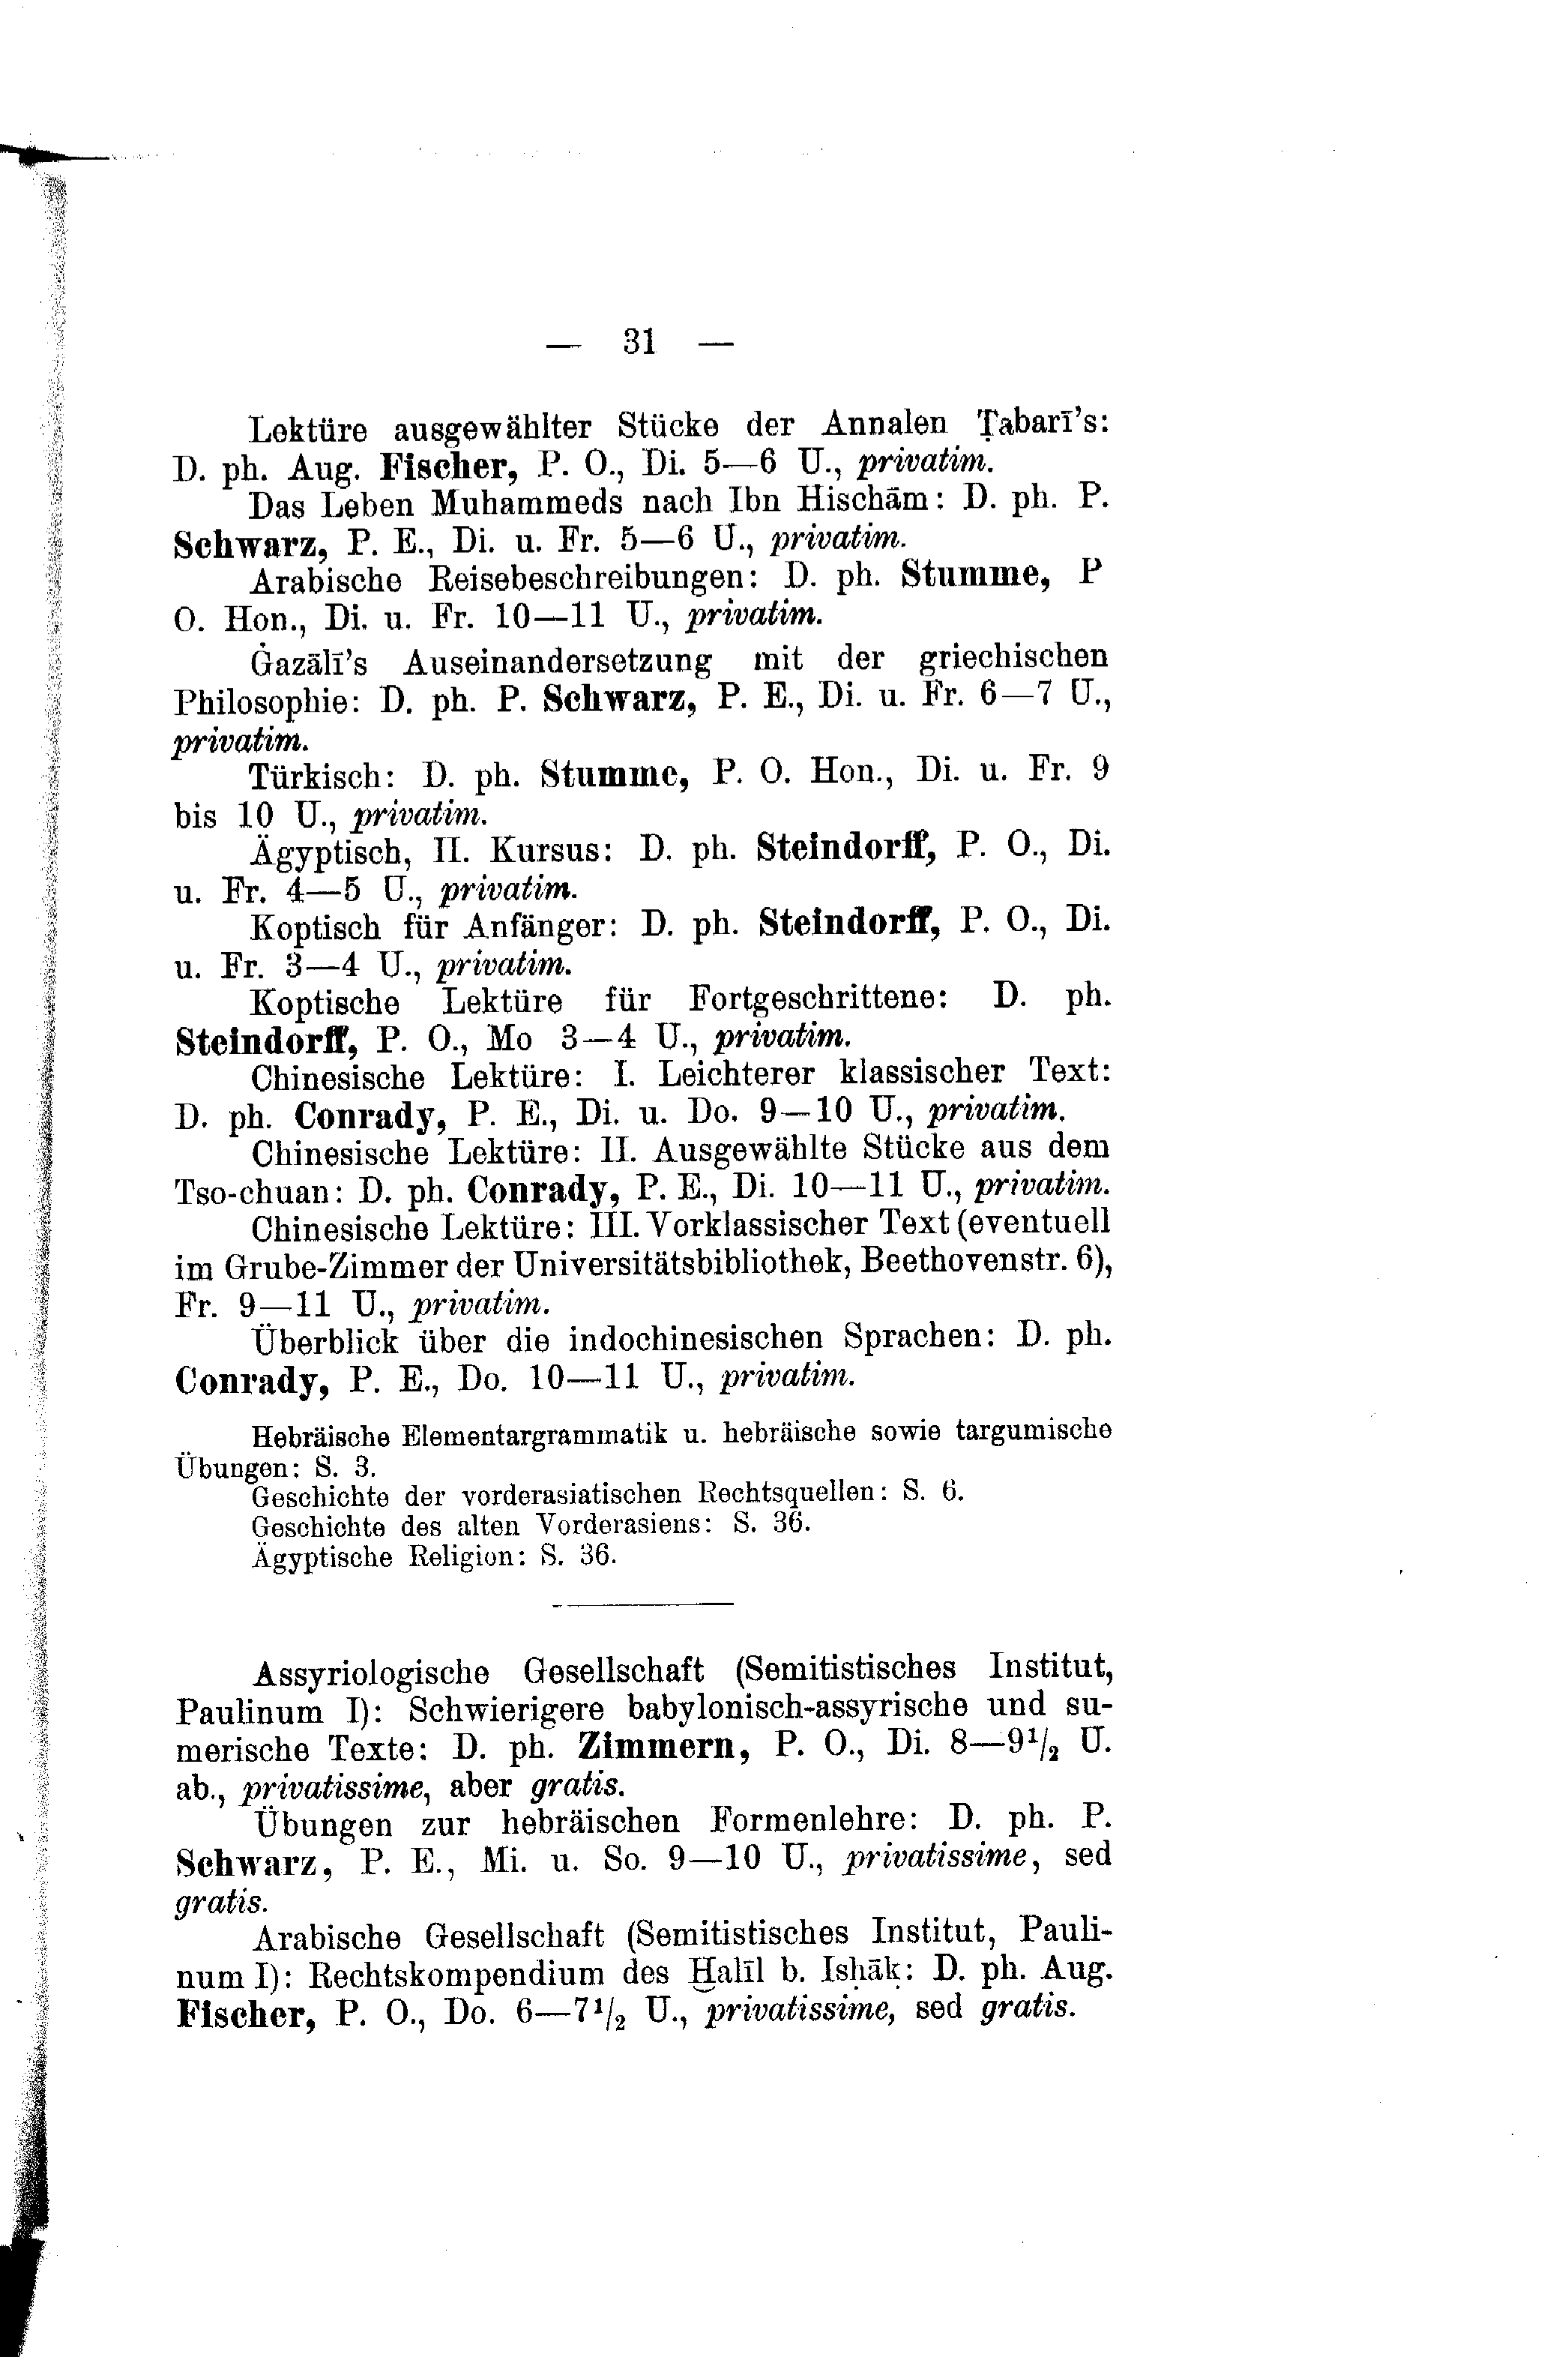 — 31 —
Lektüre ausgewählter Stücke der Annalen Ṭabarī's:
D. ph. Aug. Fischer, P. O., Di. 5—6 U., privatim.
Das Leben Muhammeds nach Ibn Hischām: D. ph. P.
Schwarz, P. E., Di. u. Fr. 5—6 U., privatim.
Arabische Reisebeschreibungen: D. ph. Stumme, P
O. Hon., Di. u. Fr. 10—11 U., privatim.
Ġazālī's Auseinandersetzung mit der griechischen
Philosophie: D. ph. P. Schwarz, P. E., Di. u. Fr. 6—7 U.,
privatim.
Türkisch: D. ph. Stumme, P. O. Hon., Di. u. Fr. 9
bis 10 U., privatim.
Ägyptisch, II. Kursus: D. ph. Steindorff, P. O., Di.
u. Fr. 4—5 U., privatim.
Koptisch für Anfänger: D. ph. Steindorff, P. O., Di.
u. Fr. 3—4 U., privatim.
Koptische Lektüre für Fortgeschrittene: D. ph.
Steindorff, P. O., Mo 3—4 U., privatim.
Chinesische Lektüre: I. Leichterer klassischer Text:
D. ph. Conrady, P. E., Di. u. Do. 9—10 U., privatim.
Chinesische Lektüre: II. Ausgewählte Stücke aus dem
Tso-chuan: D. ph. Conrady, P. E., Di. 10—11 U., privatim.
Chinesische Lektüre: III. Vorklassischer Text (eventuell
im Grube-Zimmer der Universitätsbibliothek, Beethovenstr. 6),
Fr. 9—11 U., privatim.
Überblick über die indochinesischen Sprachen: D. ph.
Conrady, P. E., Do. 10—11 U., privatim.
Hebräische Elementargrammatik u. hebräische sowie targumische
Übungen: S. 3.
Geschichte der vorderasiatischen Rechtsquellen: S. 6.
Geschichte des alten Vorderasiens: S. 36.
Ägyptische Religion: S. 36.
Assyriologische Gesellschaft (Semitistisches Institut,
Paulinum I): Schwierigere babylonisch-assyrische und su-
merische Texte: D. ph. Zimmern, P. O., Di. 8—9¹/₂ U.
ab., privatissime, aber gratis.
Übungen zur hebräischen Formenlehre: D. ph. P.
Schwarz, P. E., Mi. u. So. 9—10 U., privatissime, sed
gratis.
Arabische Gesellschaft (Semitistisches Institut, Pauli-
num I): Rechtskompendium des Ḫalīl b. Isḥāḳ: D. ph. Aug.
Fischer, P. O., Do. 6—7¹/₂ U., privatissime, sed gratis.